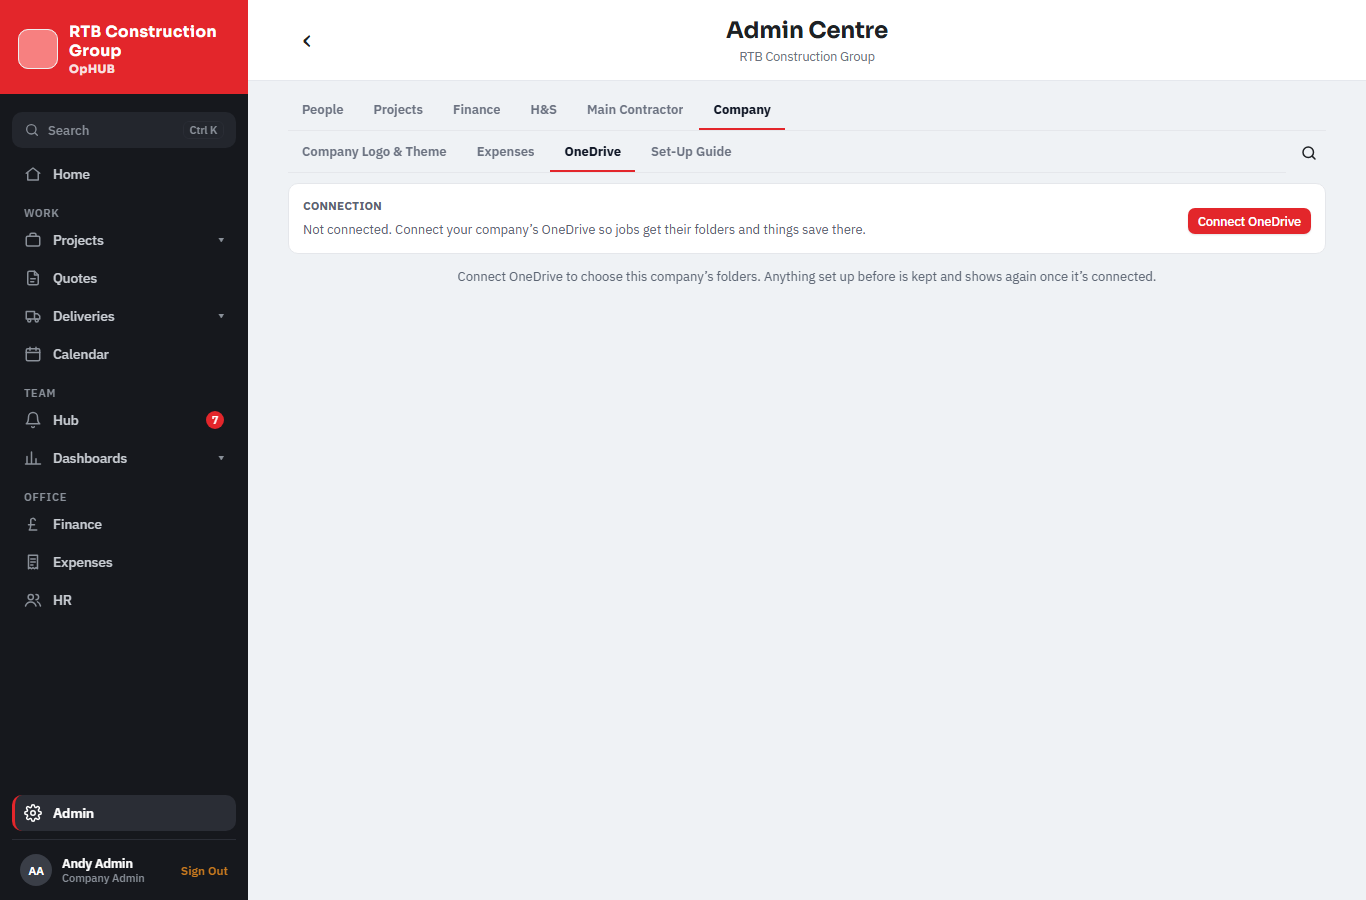 RTB Construction
Group
OpHUB
Search
Ctrl K
Home
WORK
Projects
Quotes
Deliveries
Calendar
TEAM
Hub
7
Dashboards
OFFICE
Finance
Expenses
HR
Admin
AA
Andy Admin
Company Admin
Sign Out
Admin Centre
RTB Construction Group
People Projects Finance H&S Main Contractor Company
Company Logo & Theme Expenses OneDrive Set-Up Guide
CONNECTION
Not connected. Connect your company’s OneDrive so jobs get their folders and things save there.
Connect OneDrive
Connect OneDrive to choose this company’s folders. Anything set up before is kept and shows again once it’s connected.